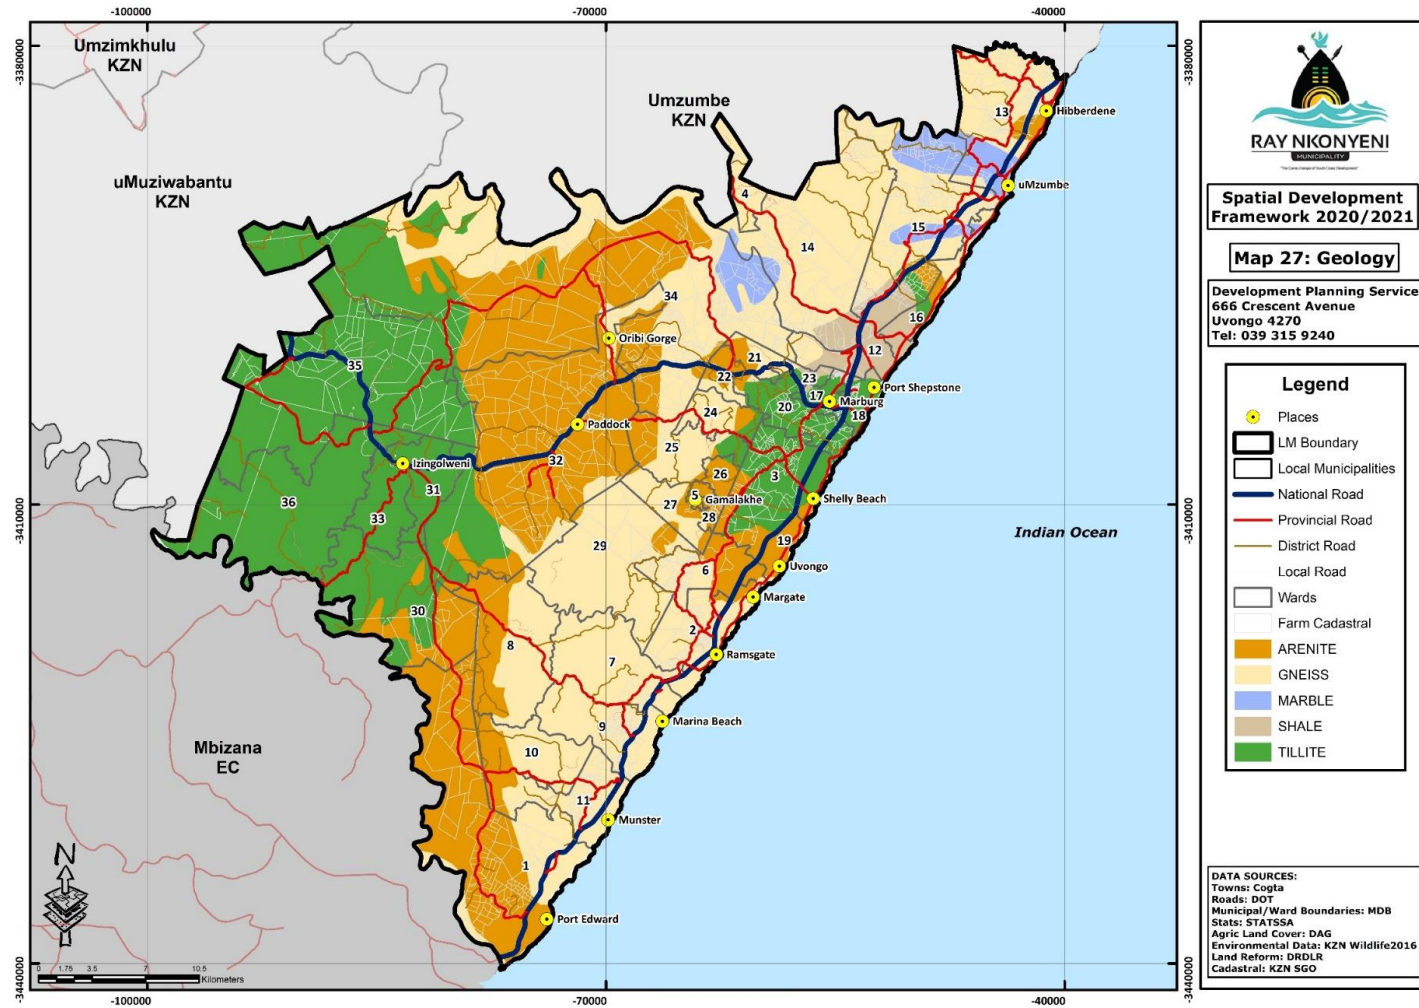 -100000
-70000
-40000
-3380000
-3380000
Umzimkhulu
KZN
Umzumbe
KZN
uMuziwabantu
KZN
13
Hibberdene
uMzumbe
4
14
15
34
16
Oribi Gorge
12
21
22
23
35
Port Shepstone
17
Marburg
20
18
24
Paddock
25
32
Izingolweni
26
3
31
5
Gamalakhe
Shelly Beach
36
27
33
28
-3410000
-3410000
Indian Ocean
29
19
Uvongo
6
Margate
30
2
8
7
Ramsgate
Marina Beach
9
Mbizana
EC
10
11
Munster
1
Port Edward
N
0 1.75 3.5 7 10.5
Kilometers
-3440000
-3440000
-100000
-70000
-40000
RAY NKONYENI
MUNICIPALITY
Spatial Development
Framework 2020/2021
Map 27: Geology
Development Planning Service
666 Crescent Avenue
Uvongo 4270
Tel: 039 315 9240
Legend
Places
LM Boundary
Local Municipalities
National Road
Provincial Road
District Road
Local Road
Wards
Farm Cadastral
ARENITE
GNEISS
MARBLE
SHALE
TILLITE
DATA SOURCES:
Towns: Cogta
Roads: DOT
Municipal/Ward Boundaries: MDB
Stats: STATSSA
Agric Land Cover: DAG
Environmental Data: KZN Wildlife2016
Land Reform: DRDLR
Cadastral: KZN SGO